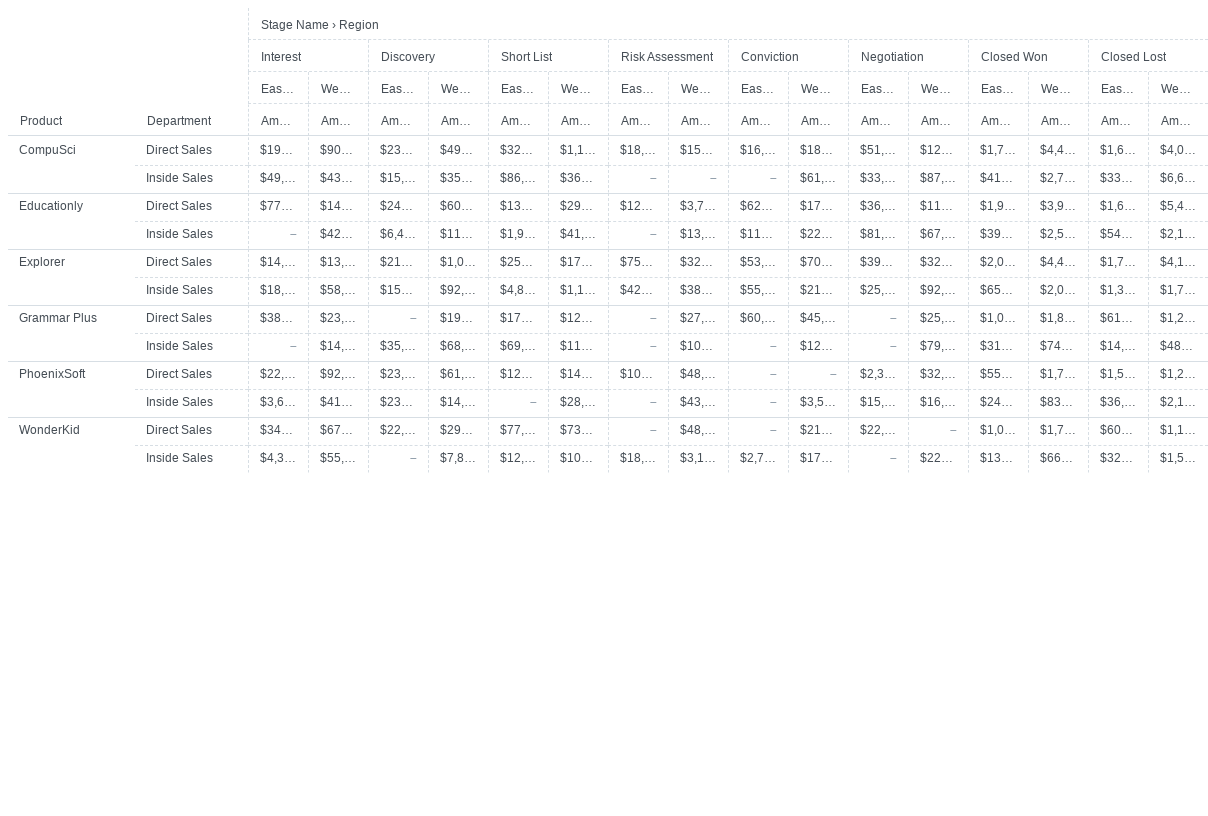 Stage Name › Region
Interest Discovery Short List Risk Assessment Conviction Negotiation Closed Won Closed Lost
Eas… We… Eas… We… Eas… We… Eas… We… Eas… We… Eas… We… Eas… We… Eas… We…
Product Department Am… Am… Am… Am… Am… Am… Am… Am… Am… Am… Am… Am… Am… Am… Am… Am…
CompuSci Direct Sales $19… $90… $23… $49… $32… $1,1… $18,… $15… $16,… $18… $51,… $12… $1,7… $4,4… $1,6… $4,0…
Inside Sales $49,… $43… $15,… $35… $86,… $36… – – – $61,… $33,… $87,… $41… $2,7… $33… $6,6…
Educationly Direct Sales $77… $14… $24… $60… $13… $29… $12… $3,7… $62… $17… $36,… $11… $1,9… $3,9… $1,6… $5,4…
Inside Sales – $42… $6,4… $11… $1,9… $41,… – $13,… $11… $22… $81,… $67,… $39… $2,5… $54… $2,1…
Explorer Direct Sales $14,… $13,… $21… $1,0… $25… $17… $75… $32… $53,… $70… $39… $32… $2,0… $4,4… $1,7… $4,1…
Inside Sales $18,… $58,… $15… $92,… $4,8… $1,1… $42… $38… $55,… $21… $25,… $92,… $65… $2,0… $1,3… $1,7…
Grammar Plus Direct Sales $38… $23,… – $19… $17… $12… – $27,… $60,… $45,… – $25,… $1,0… $1,8… $61… $1,2…
Inside Sales – $14,… $35,… $68,… $69,… $11… – $10… – $12… – $79,… $31… $74… $14,… $48…
PhoenixSoft Direct Sales $22,… $92,… $23,… $61,… $12… $14… $10… $48,… – – $2,3… $32,… $55… $1,7… $1,5… $1,2…
Inside Sales $3,6… $41… $23… $14,… – $28,… – $43,… – $3,5… $15,… $16,… $24… $83… $36,… $2,1…
WonderKid Direct Sales $34… $67… $22,… $29… $77,… $73… – $48,… – $21… $22,… – $1,0… $1,7… $60… $1,1…
Inside Sales $4,3… $55,… – $7,8… $12,… $10… $18,… $3,1… $2,7… $17… – $22… $13… $66… $32… $1,5…